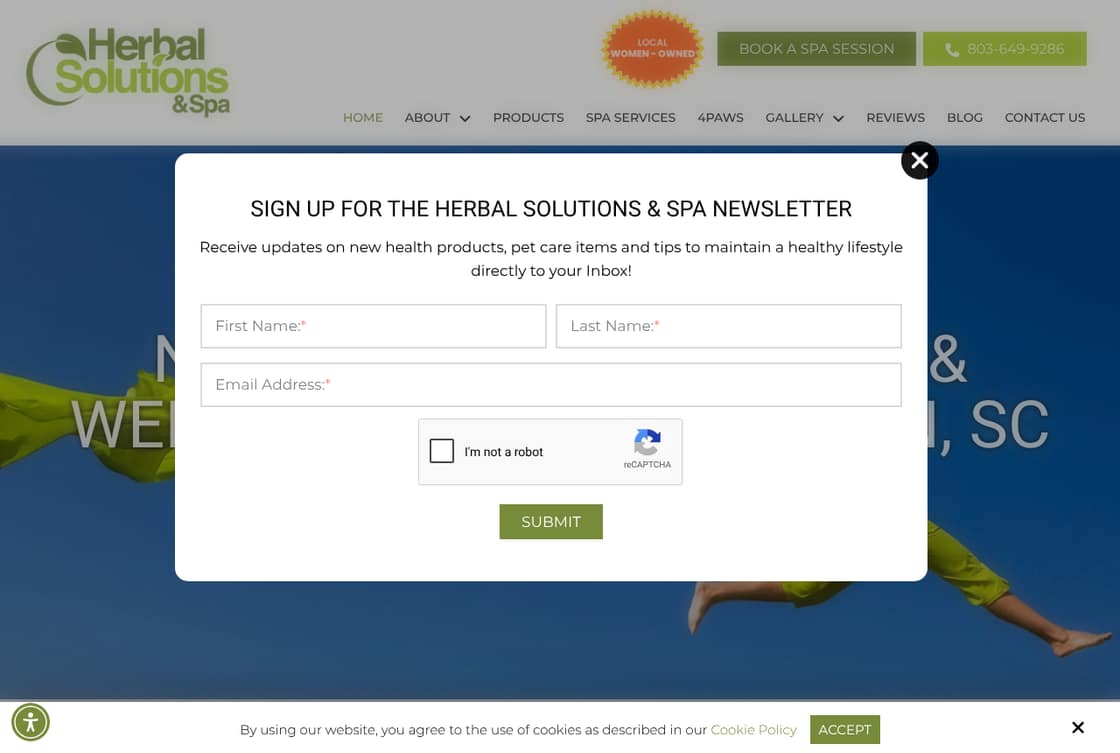 Herbal
Solutions
&Spa
LOCAL
WOMEN - OWNED
BOOK A SPA SESSION
803-649-9286
HOME ABOUT PRODUCTS SPA SERVICES 4PAWS GALLERY REVIEWS BLOG CONTACT US
SIGN UP FOR THE HERBAL SOLUTIONS & SPA NEWSLETTER
Receive updates on new health products, pet care items and tips to maintain a healthy lifestyle
directly to your Inbox!
First Name:* Last Name:*
Email Address:*
I'm not a robot
reCAPTCHA
SUBMIT
&
, SC
By using our website, you agree to the use of cookies as described in our Cookie Policy ACCEPT